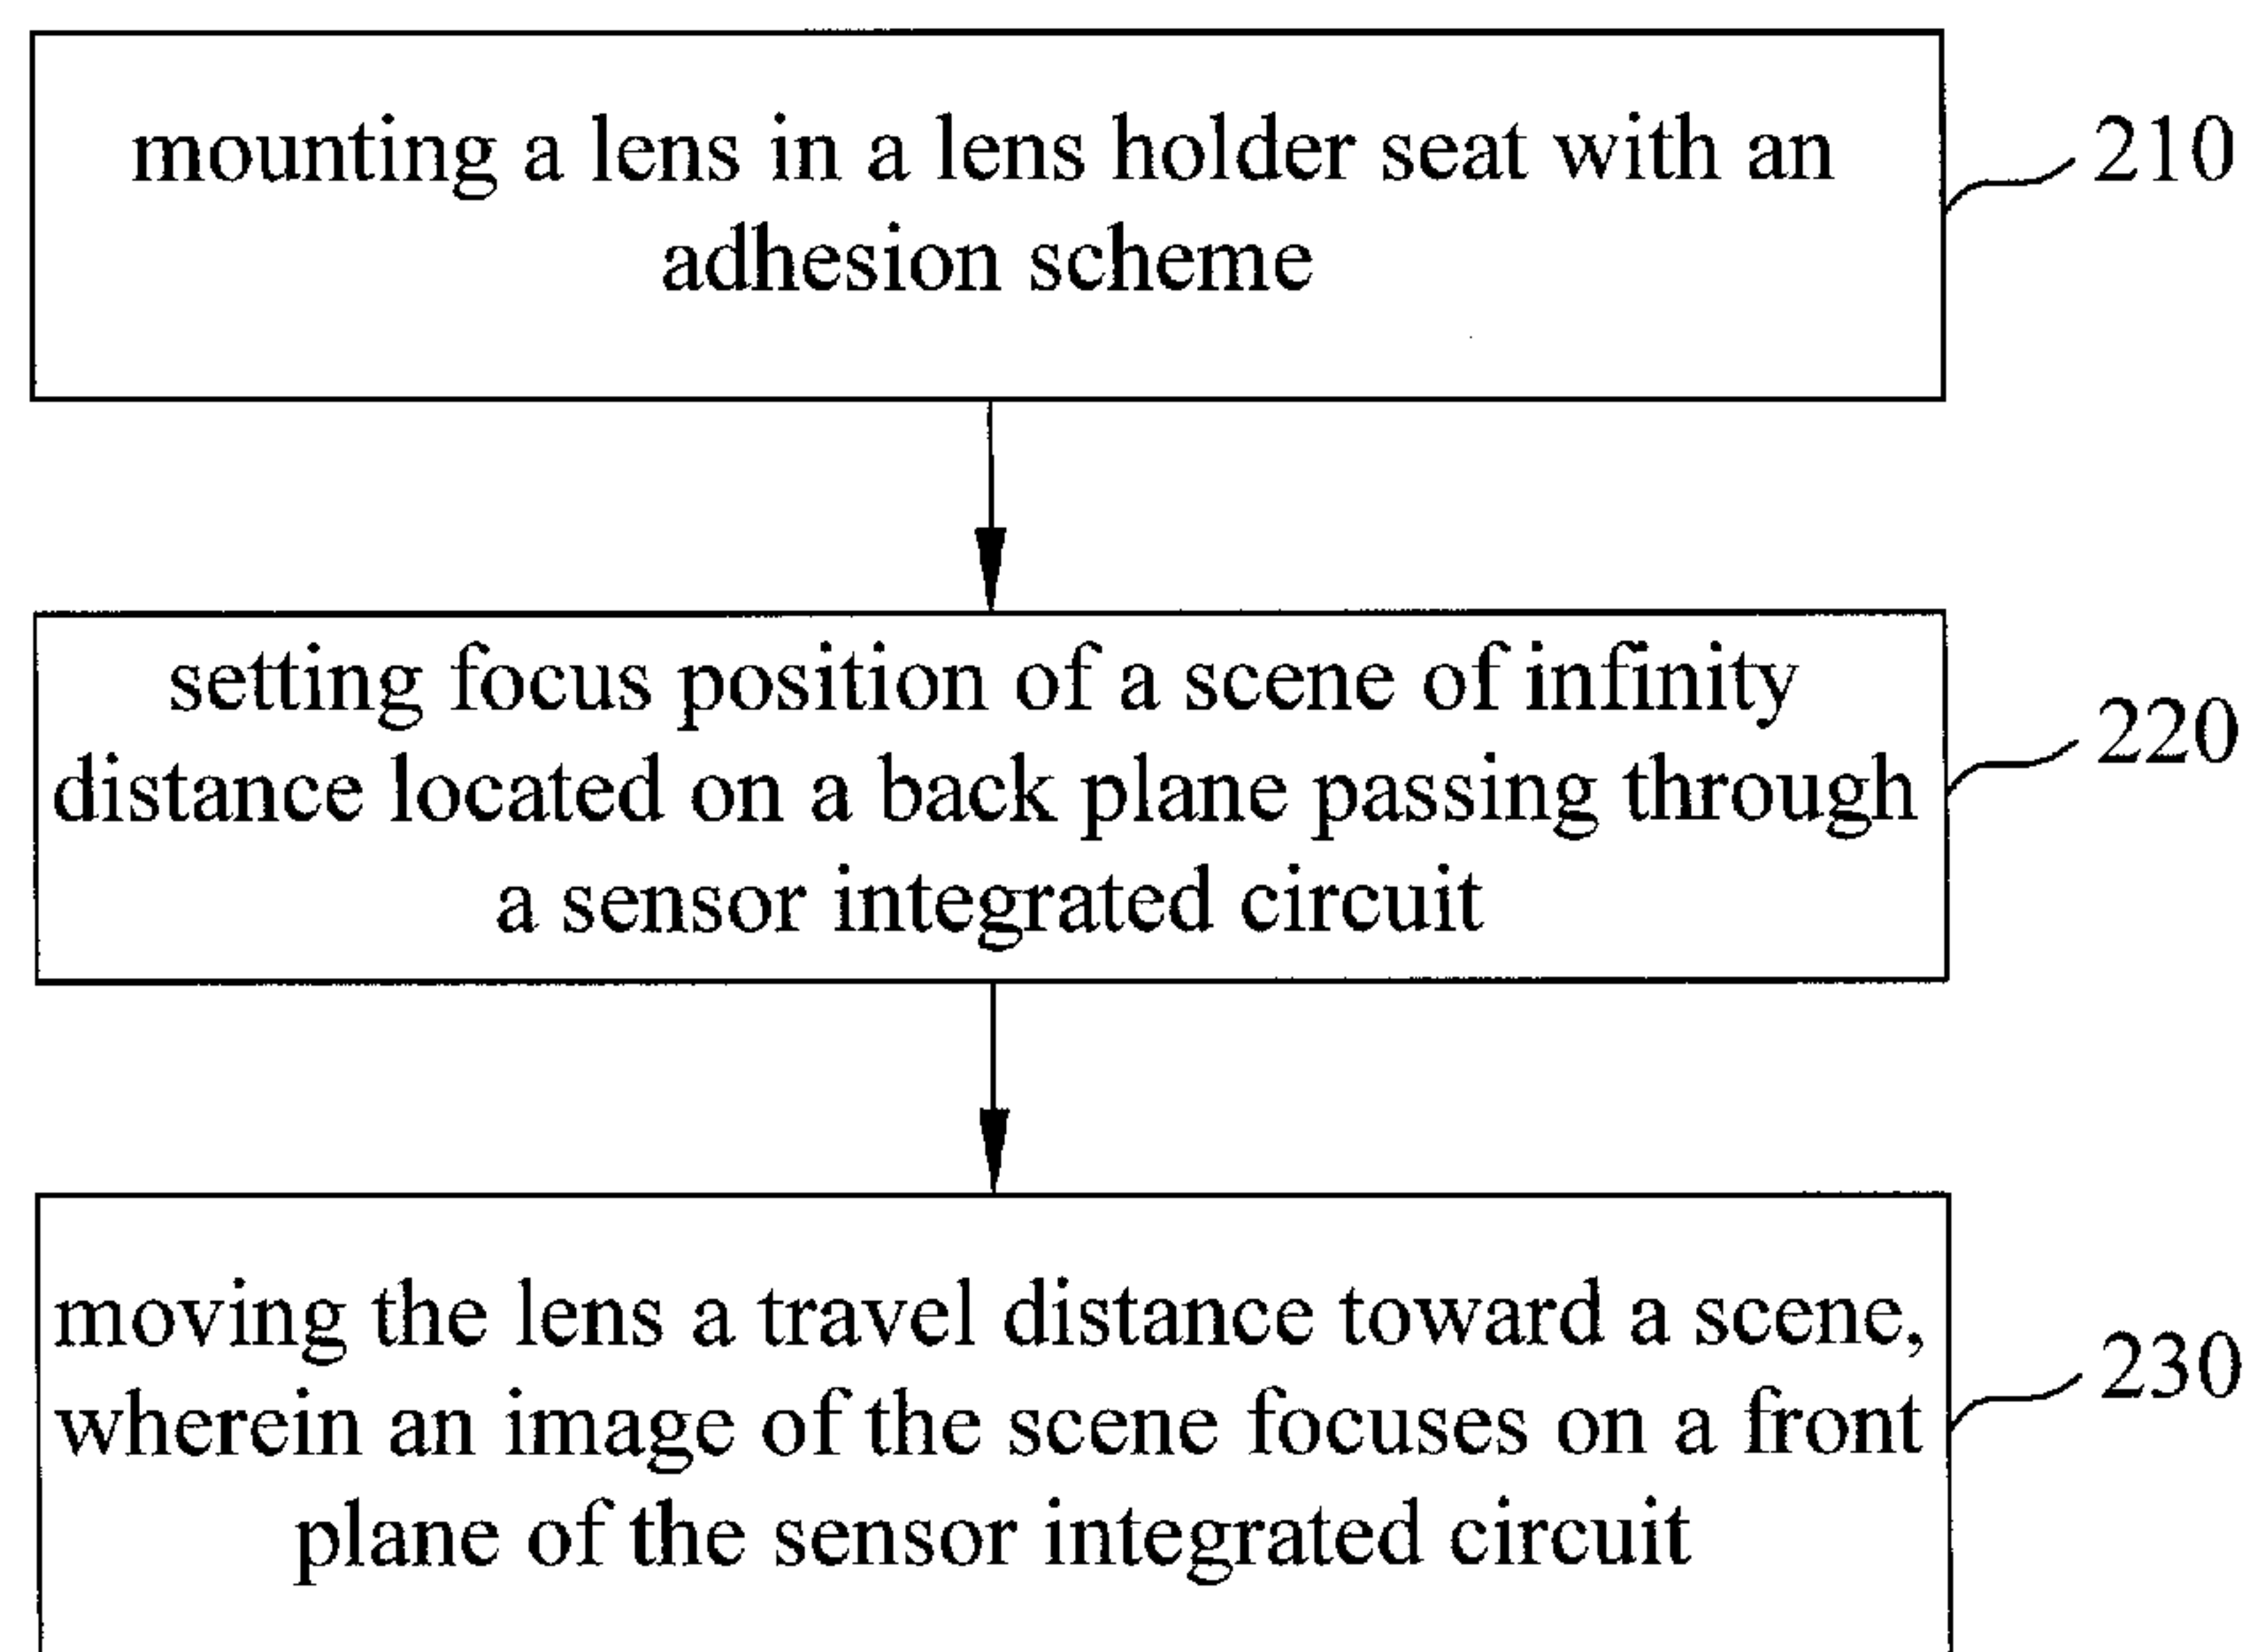 mounting a lens in a lens holder seat with an
adhesion scheme
210
setting focus position of a scene of infinity
distance located on a back plane passing through
a sensor integrated circuit
220
moving the lens a travel distance toward a scene,
wherein an image of the scene focuses on a front
plane of the sensor integrated circuit
230